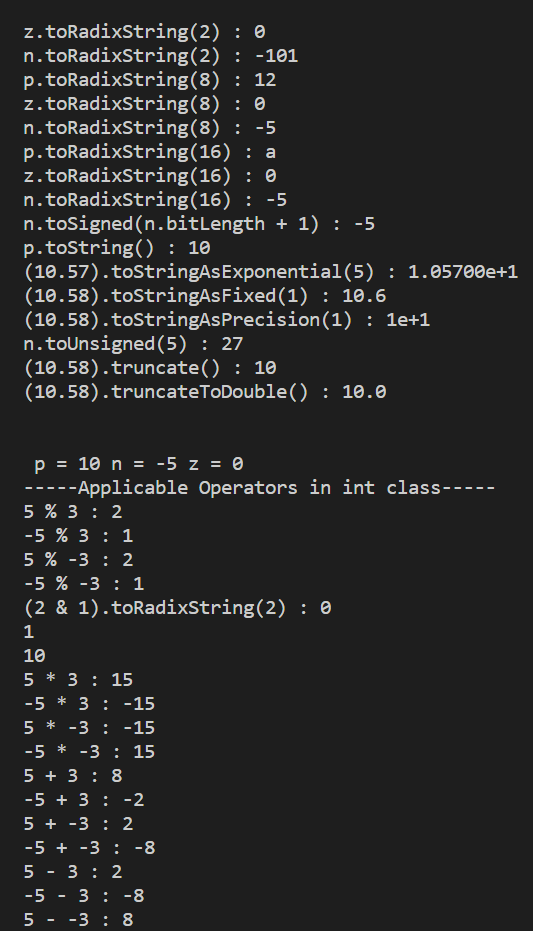 z.toRadixString(2) : 0
n.toRadixString(2) : -101
p.toRadixString(8) : 12
z.toRadixString(8) : 0
n.toRadixString(8) : -5
p.toRadixString(16) : a
z.toRadixString(16) : 0
n.toRadixString(16) : -5
n.toSigned(n.bitLength + 1) : -5
p.toString() : 10
(10.57).toStringAsExponential(5) : 1.05700e+1
(10.58).toStringAsFixed(1) : 10.6
(10.58).toStringAsPrecision(1) : 1e+1
n.toUnsigned(5) : 27
(10.58).truncate() : 10
(10.58).truncateToDouble() : 10.0
p = 10 n = -5 z = 0
-----Applicable Operators in int class-----
5 % 3 : 2
-5 % 3 : 1
5 % -3 : 2
-5 % -3 : 1
(2 & 1).toRadixString(2) : 0
1
10
5 * 3 : 15
-5 * 3 : -15
5 * -3 : -15
-5 * -3 : 15
5 + 3 : 8
-5 + 3 : -2
5 + -3 : 2
-5 + -3 : -8
5 - 3 : 2
-5 - 3 : -8
5 - -3 : 8